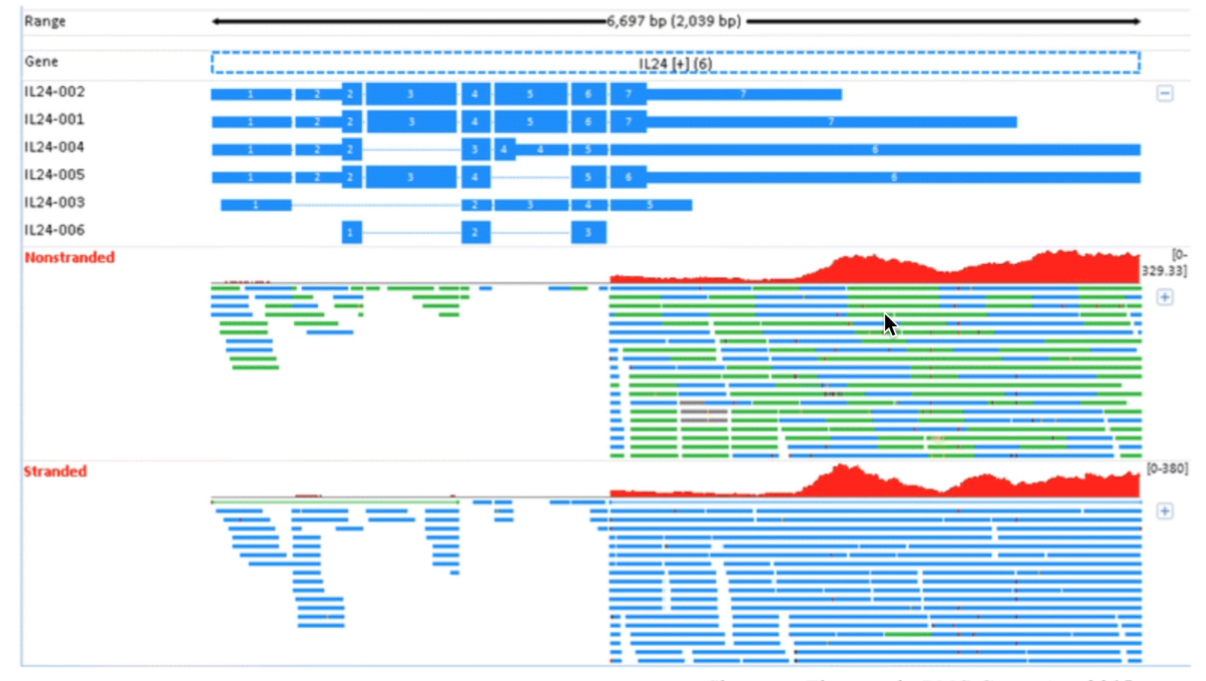 Range 6,697 bp (2,039 bp)
Gene IL24 [+] (6)
IL24-002 1 2 2 3 4 5 6 7 7
IL24-001 1 2 2 3 4 5 6 7 7
IL24-004 1 2 2 3 4 4 5 6
IL24-005 1 2 2 3 4 5 6 6
IL24-003 1 2 3 4 5
IL24-006 1 2 3
Nonstranded [0-
329.33]
Stranded [0-380]